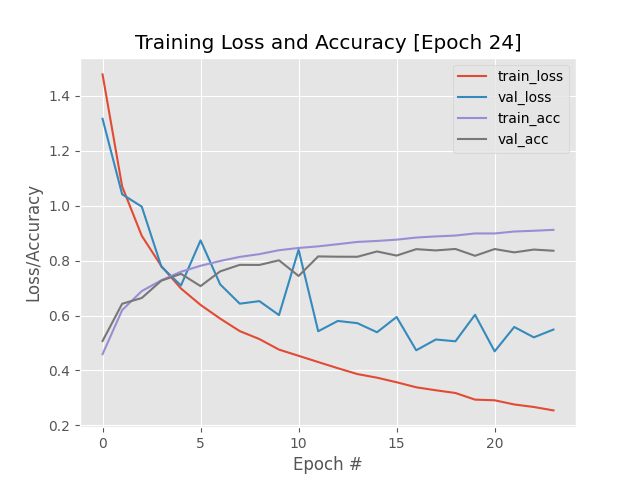 Training Loss and Accuracy [Epoch 24]
train_loss
val_loss
train_acc
val_acc
Loss/Accuracy
1.4
1.2
1.0
0.8
0.6
0.4
0.2
0
5
10
15
20
Epoch #